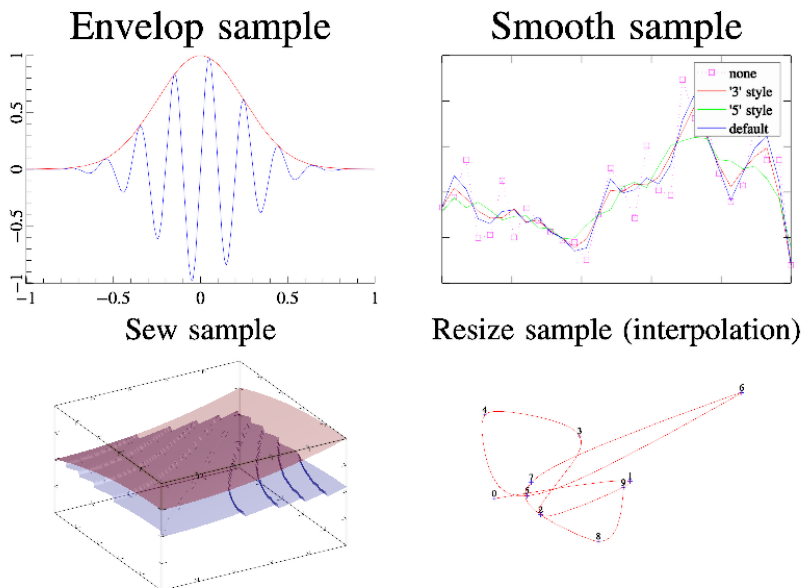 Envelop sample
Smooth sample
1
0.5
0
−0.5
−1
−1 −0.5 0 0.5 1
none
'3' style
'5' style
default
Sew sample
Resize sample (interpolation)
6
4
3
7
1
9
0
5
2
8